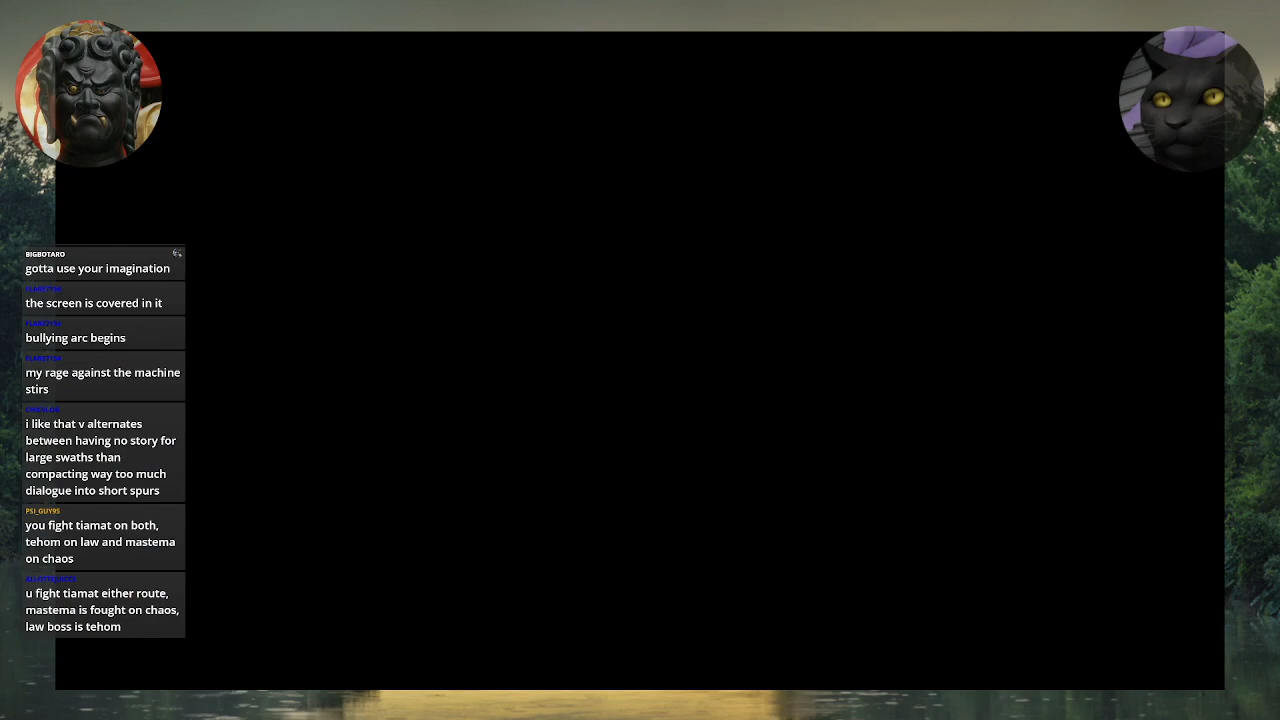 BIGBOTARO
gotta use your imagination
the screen is covered in it
bullying arc begins
my rage against the machine
stirs
i like that v alternates
between having no story for
large swaths than
compacting way too much
dialogue into short spurs
PSI_GUY95
you fight tiamat on both,
tehom on law and mastema
on chaos
u fight tiamat either route,
mastema is fought on chaos,
law boss is tehom